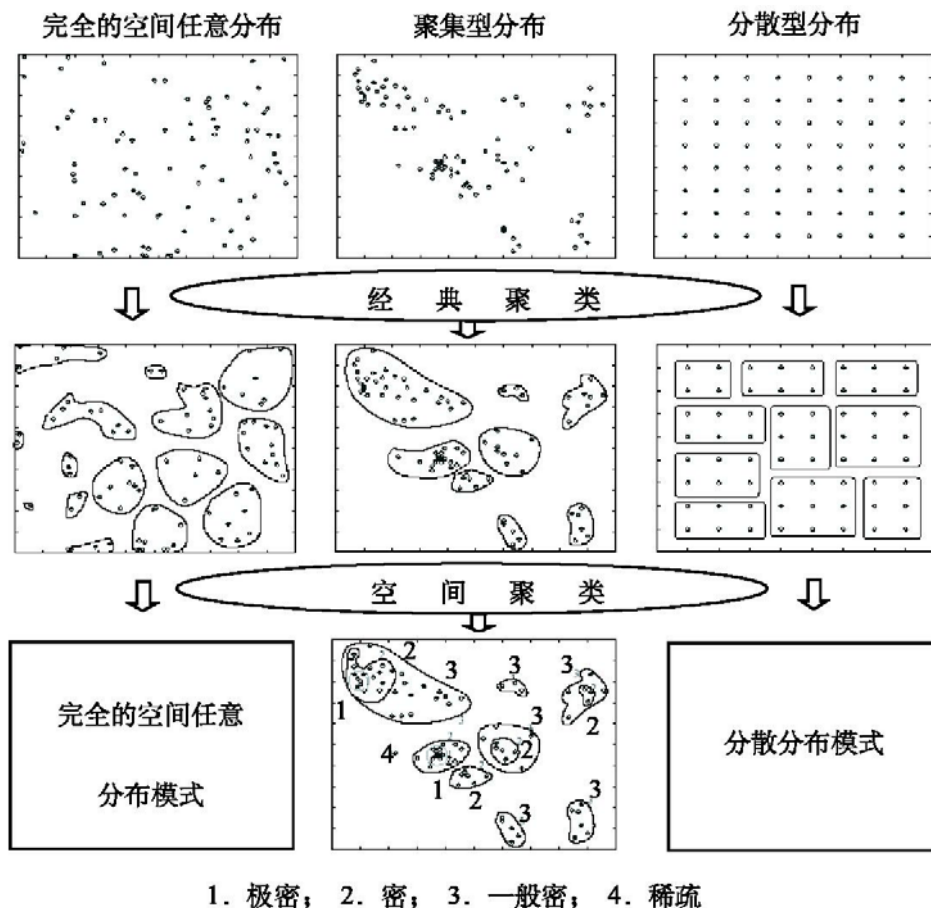 完全的空间任意分布 聚集型分布 分散型分布
经典聚类
空间聚类
完全的空间任意
分布模式
2 3 3 3
1 2
3
4 2
1 2
3 3
分散分布模式
1. 极密; 2. 密; 3. 一般密; 4. 稀疏